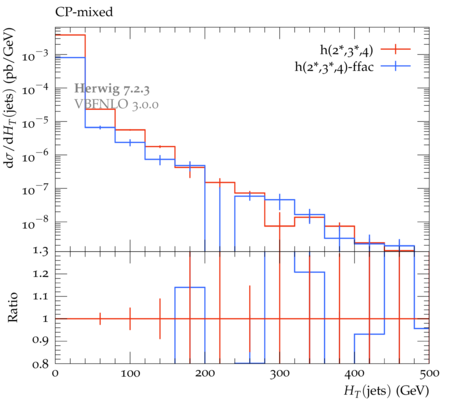 CP-mixed
h(2*,3*,4)
h(2*,3*,4)-ffac
Herwig 7.2.3
VBFNLO 3.0.0
dσ/dH_T(jets) (pb/GeV)
10⁻³
10⁻⁴
10⁻⁵
10⁻⁶
10⁻⁷
10⁻⁸
1.3
1.2
1.1
1
0.9
0.8
Ratio
0 100 200 300 400 500
H_T(jets) (GeV)